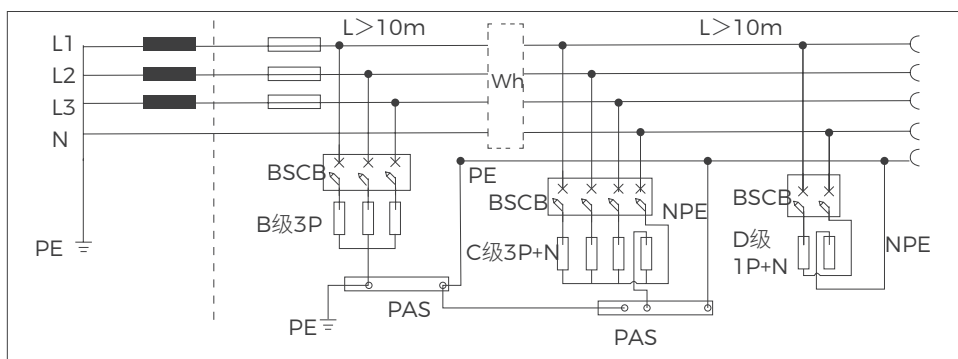 L1
L2
L3
N
PE
L＞10m
Wh
L＞10m
BSCB
B级3P
PE
PAS
PE
BSCB
NPE
C级3P+N
PAS
BSCB
D级
1P+N
NPE